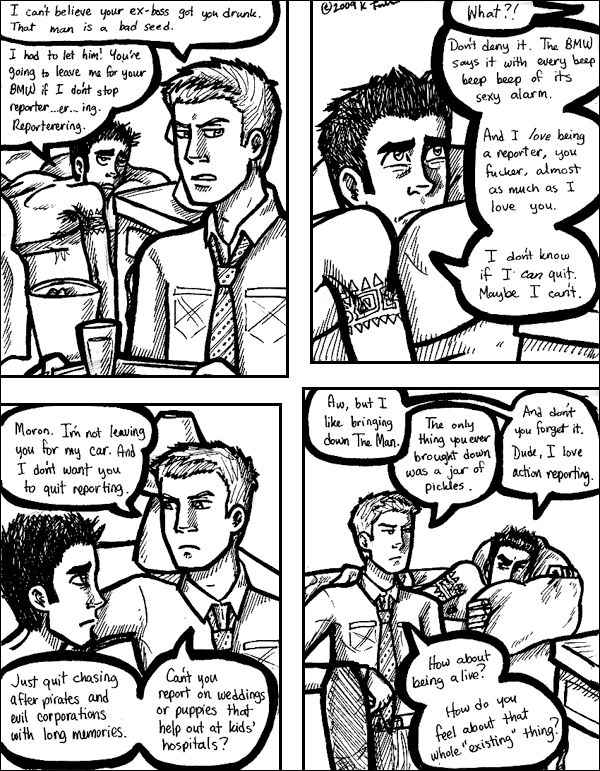 I can't believe your ex-boss got you drunk.
That man is a bad seed.
I had to let him! You're
going to leave me for your
BMW if I don't stop
reporter...er... ing.
Reporterering.
©2009 K
What?!
Don't deny it. The BMW
says it with every beep
beep beep of its
sexy alarm.
And I love being
a reporter, you
fucker, almost
as much as I
love you.
I don't know
if I can quit.
Maybe I can't.
Moron. I'm not leaving
you for my car. And
I don't want you
to quit reporting.
Just quit chasing
after pirates and
evil corporations
with long memories.
Can't you
report on weddings
or puppies that
help out at kids'
hospitals?
Aw, but I
like bringing
down The Man.
The only
thing you ever
brought down
was a jar of
pickles.
And don't
you forget it.
Dude, I love
action reporting.
How about
being alive?
How do you
feel about that
whole "existing" thing?